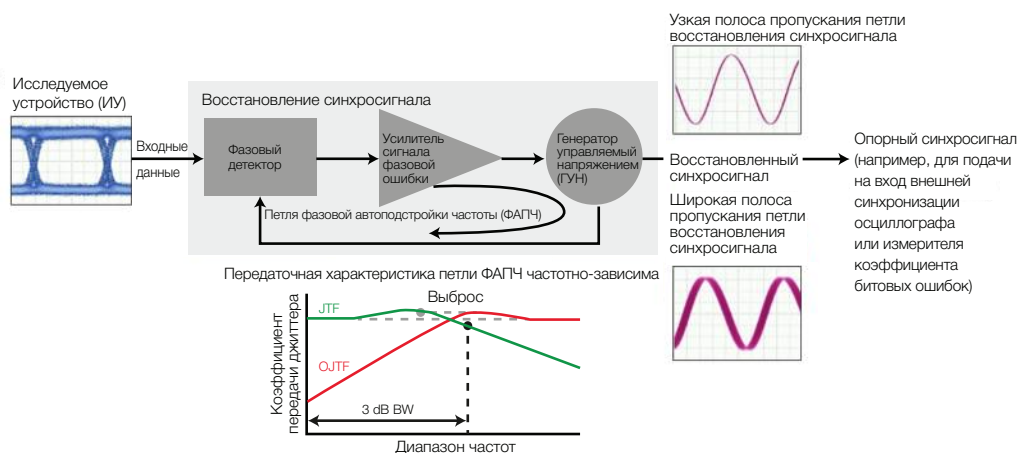 Узкая полоса пропускания петли
восстановления синхросигнала
Исследуемое
устройство (ИУ)
Входные
данные
Восстановление синхросигнала
Фазовый
детектор
Усилитель
сигнала
фазовой
ошибки
Генератор
управляемый
напряжением
(ГУН)
Петля фазовой автоподстройки частоты (ФАПЧ)
Восстановленный
синхросигнал
Широкая полоса
пропускания петли
восстановления
синхросигнала
Опорный синхросигнал
(например, для подачи
на вход внешней
синхронизации
осциллографа
или измерителя
коэффициента
битовых ошибок)
Передаточная характеристика петли ФАПЧ частотно-зависима
Коэффициент
передачи джиттера
JTF
Выброс
OJTF
3 dB BW
Диапазон частот